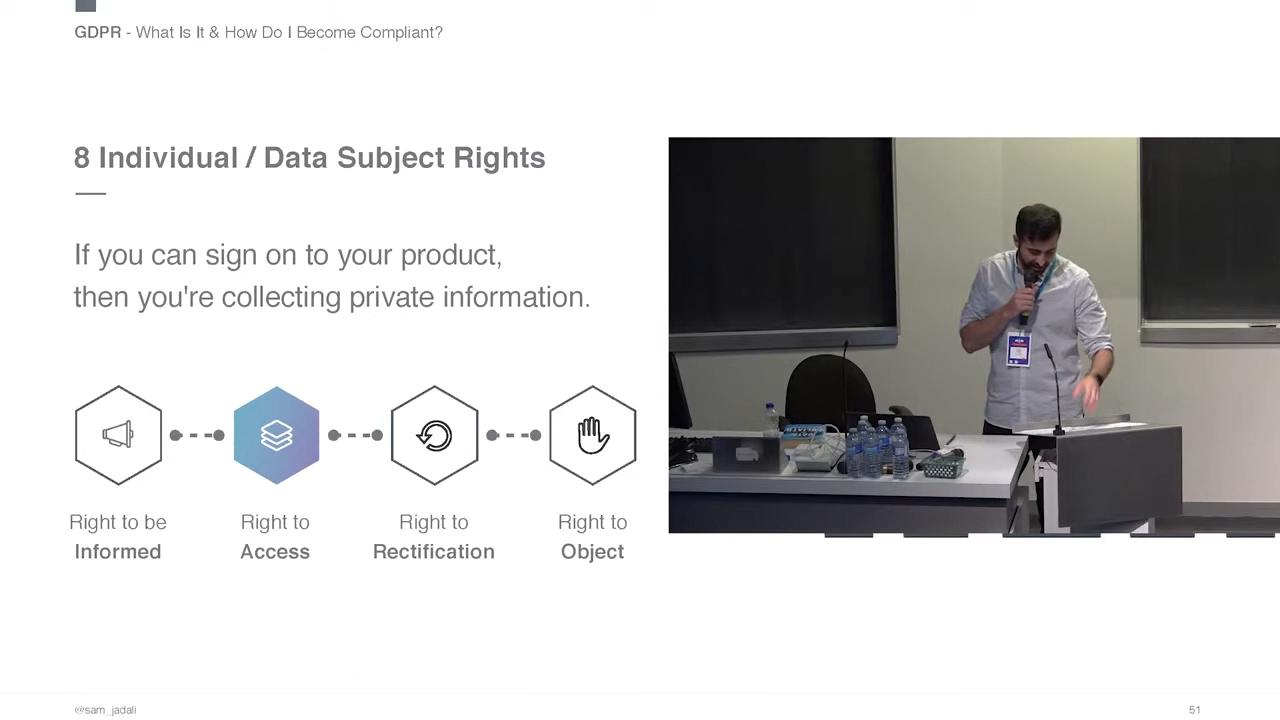 GDPR - What Is It & How Do I Become Compliant?
8 Individual / Data Subject Rights
If you can sign on to your product,
then you're collecting private information.
Right to be
Informed
Right to
Access
Right to
Rectification
Right to
Object
@sam_jadali
51